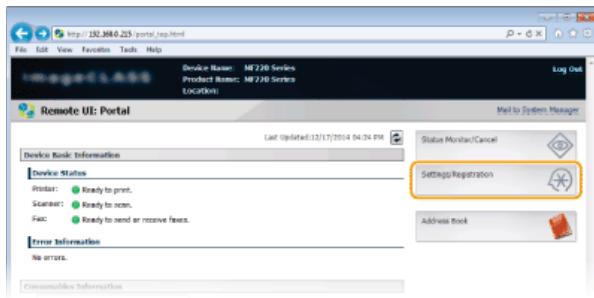 http://192.168.0.215/portal_top.html
File Edit View Favorites Tools Help
imageCLASS
Device Name: MF220 Series
Product Name: MF220 Series
Location:
Log Out
Remote UI: Portal
Mail to System Manager
Last Updated:12/17/2014 04:24 PM
Device Basic Information
Device Status
Printer: Ready to print.
Scanner: Ready to scan.
Fax: Ready to send or receive faxes.
Error Information
No errors.
Consumables Information
Status Monitor/Cancel
Settings/Registration
Address Book